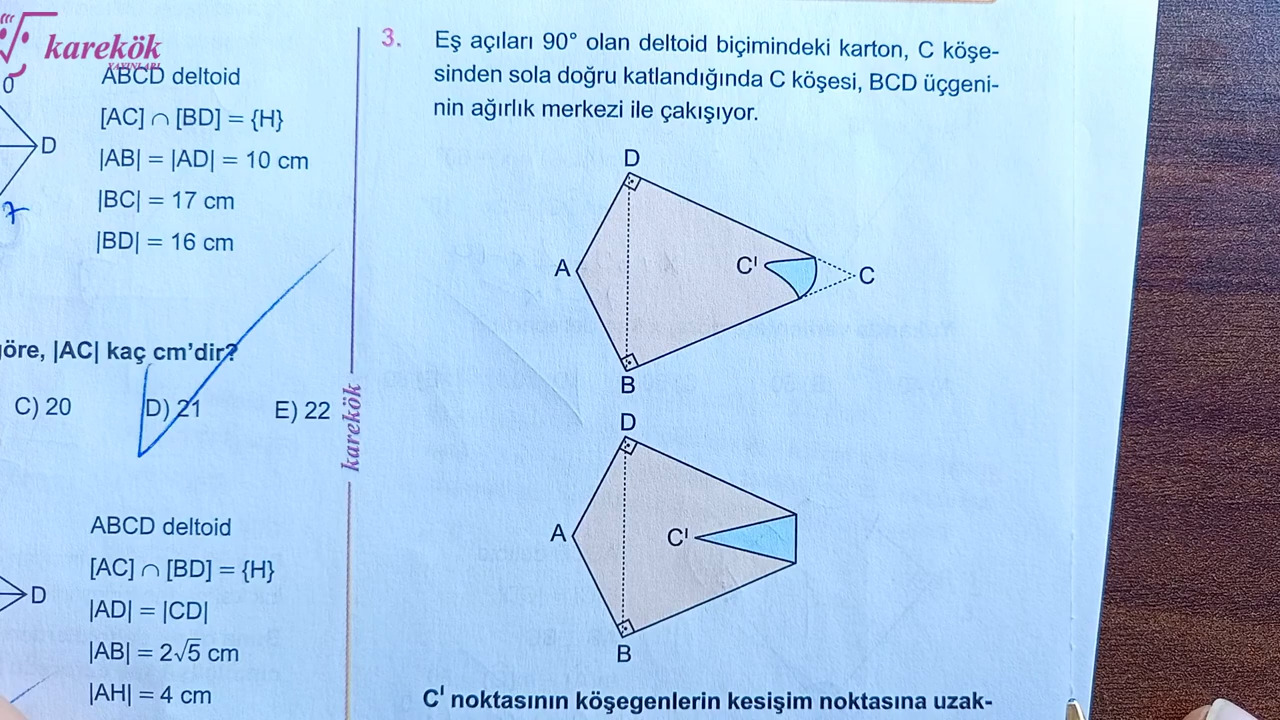 karekök
YAYINLARI
ABCD deltoid
[AC] ∩ [BD] = {H}
|AB| = |AD| = 10 cm
|BC| = 17 cm
|BD| = 16 cm
D
7
göre, |AC| kaç cm'dir?
C) 20 D) 21 E) 22
ABCD deltoid
[AC] ∩ [BD] = {H}
|AD| = |CD|
|AB| = 2√5 cm
|AH| = 4 cm
D
karekök
3. Eş açıları 90° olan deltoid biçimindeki karton, C köşe-
sinden sola doğru katlandığında C köşesi, BCD üçgeni-
nin ağırlık merkezi ile çakışıyor.
D
A C' C
B
D
A C'
B
C' noktasının köşegenlerin kesişim noktasına uzak-